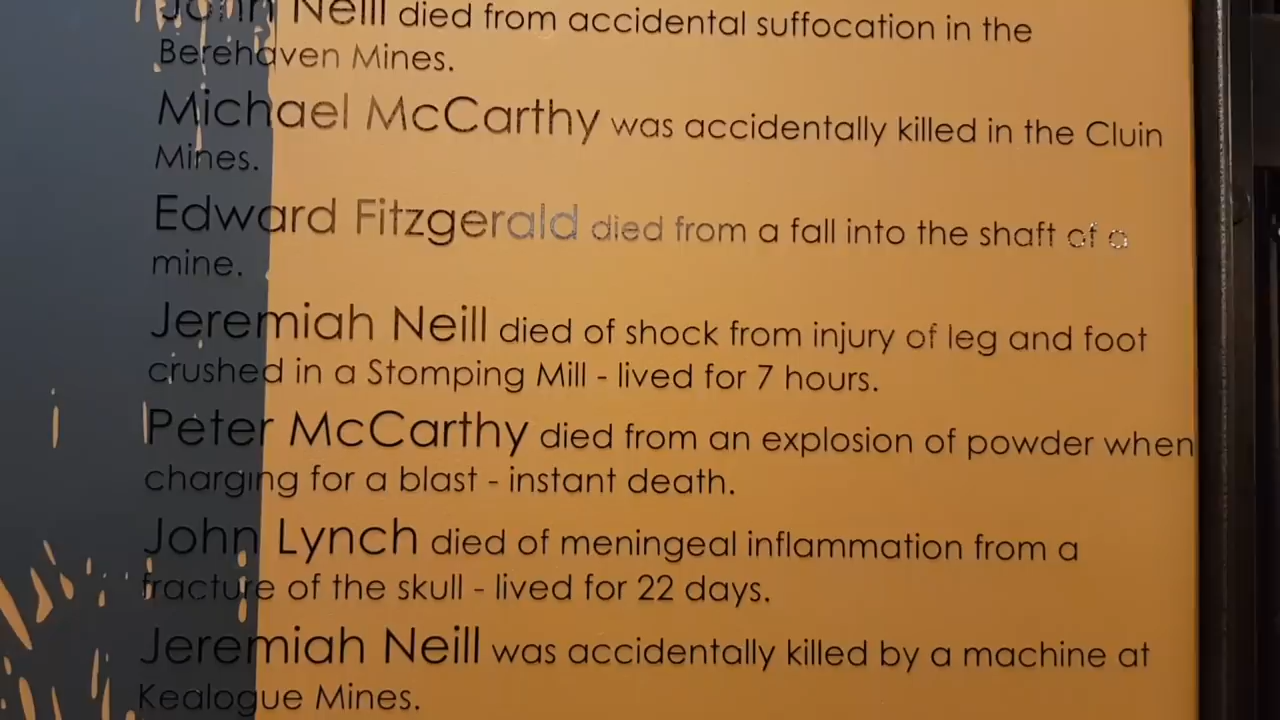 John Neill died from accidental suffocation in the
Berehaven Mines.
Michael McCarthy was accidentally killed in the Cluin
Mines.
Edward Fitzgerald died from a fall into the shaft of a
mine.
Jeremiah Neill died of shock from injury of leg and foot
crushed in a Stomping Mill - lived for 7 hours.
Peter McCarthy died from an explosion of powder when
charging for a blast - instant death.
John Lynch died of meningeal inflammation from a
fracture of the skull - lived for 22 days.
Jeremiah Neill was accidentally killed by a machine at
Kealogue Mines.